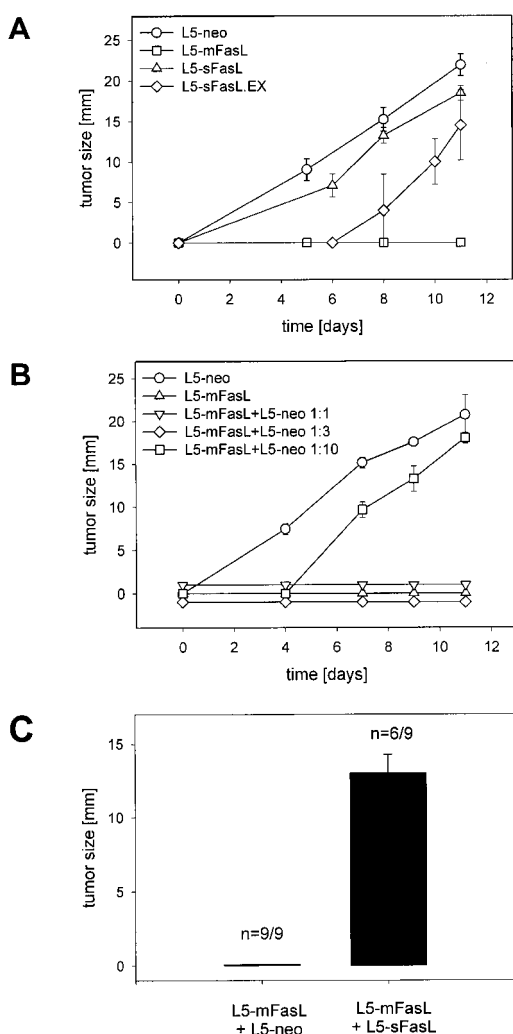 A
L5-neo
L5-mFasL
L5-sFasL
L5-sFasL.EX
25
20
15
10
5
0
tumor size [mm]
0 2 4 6 8 10 12
time [days]
B
L5-neo
L5-mFasL
L5-mFasL+L5-neo 1:1
L5-mFasL+L5-neo 1:3
L5-mFasL+L5-neo 1:10
25
20
15
10
5
0
tumor size [mm]
0 2 4 6 8 10 12
time [days]
C
15
10
5
0
tumor size [mm]
n=6/9
n=9/9
L5-mFasL
+ L5-neo
L5-mFasL
+ L5-sFasL